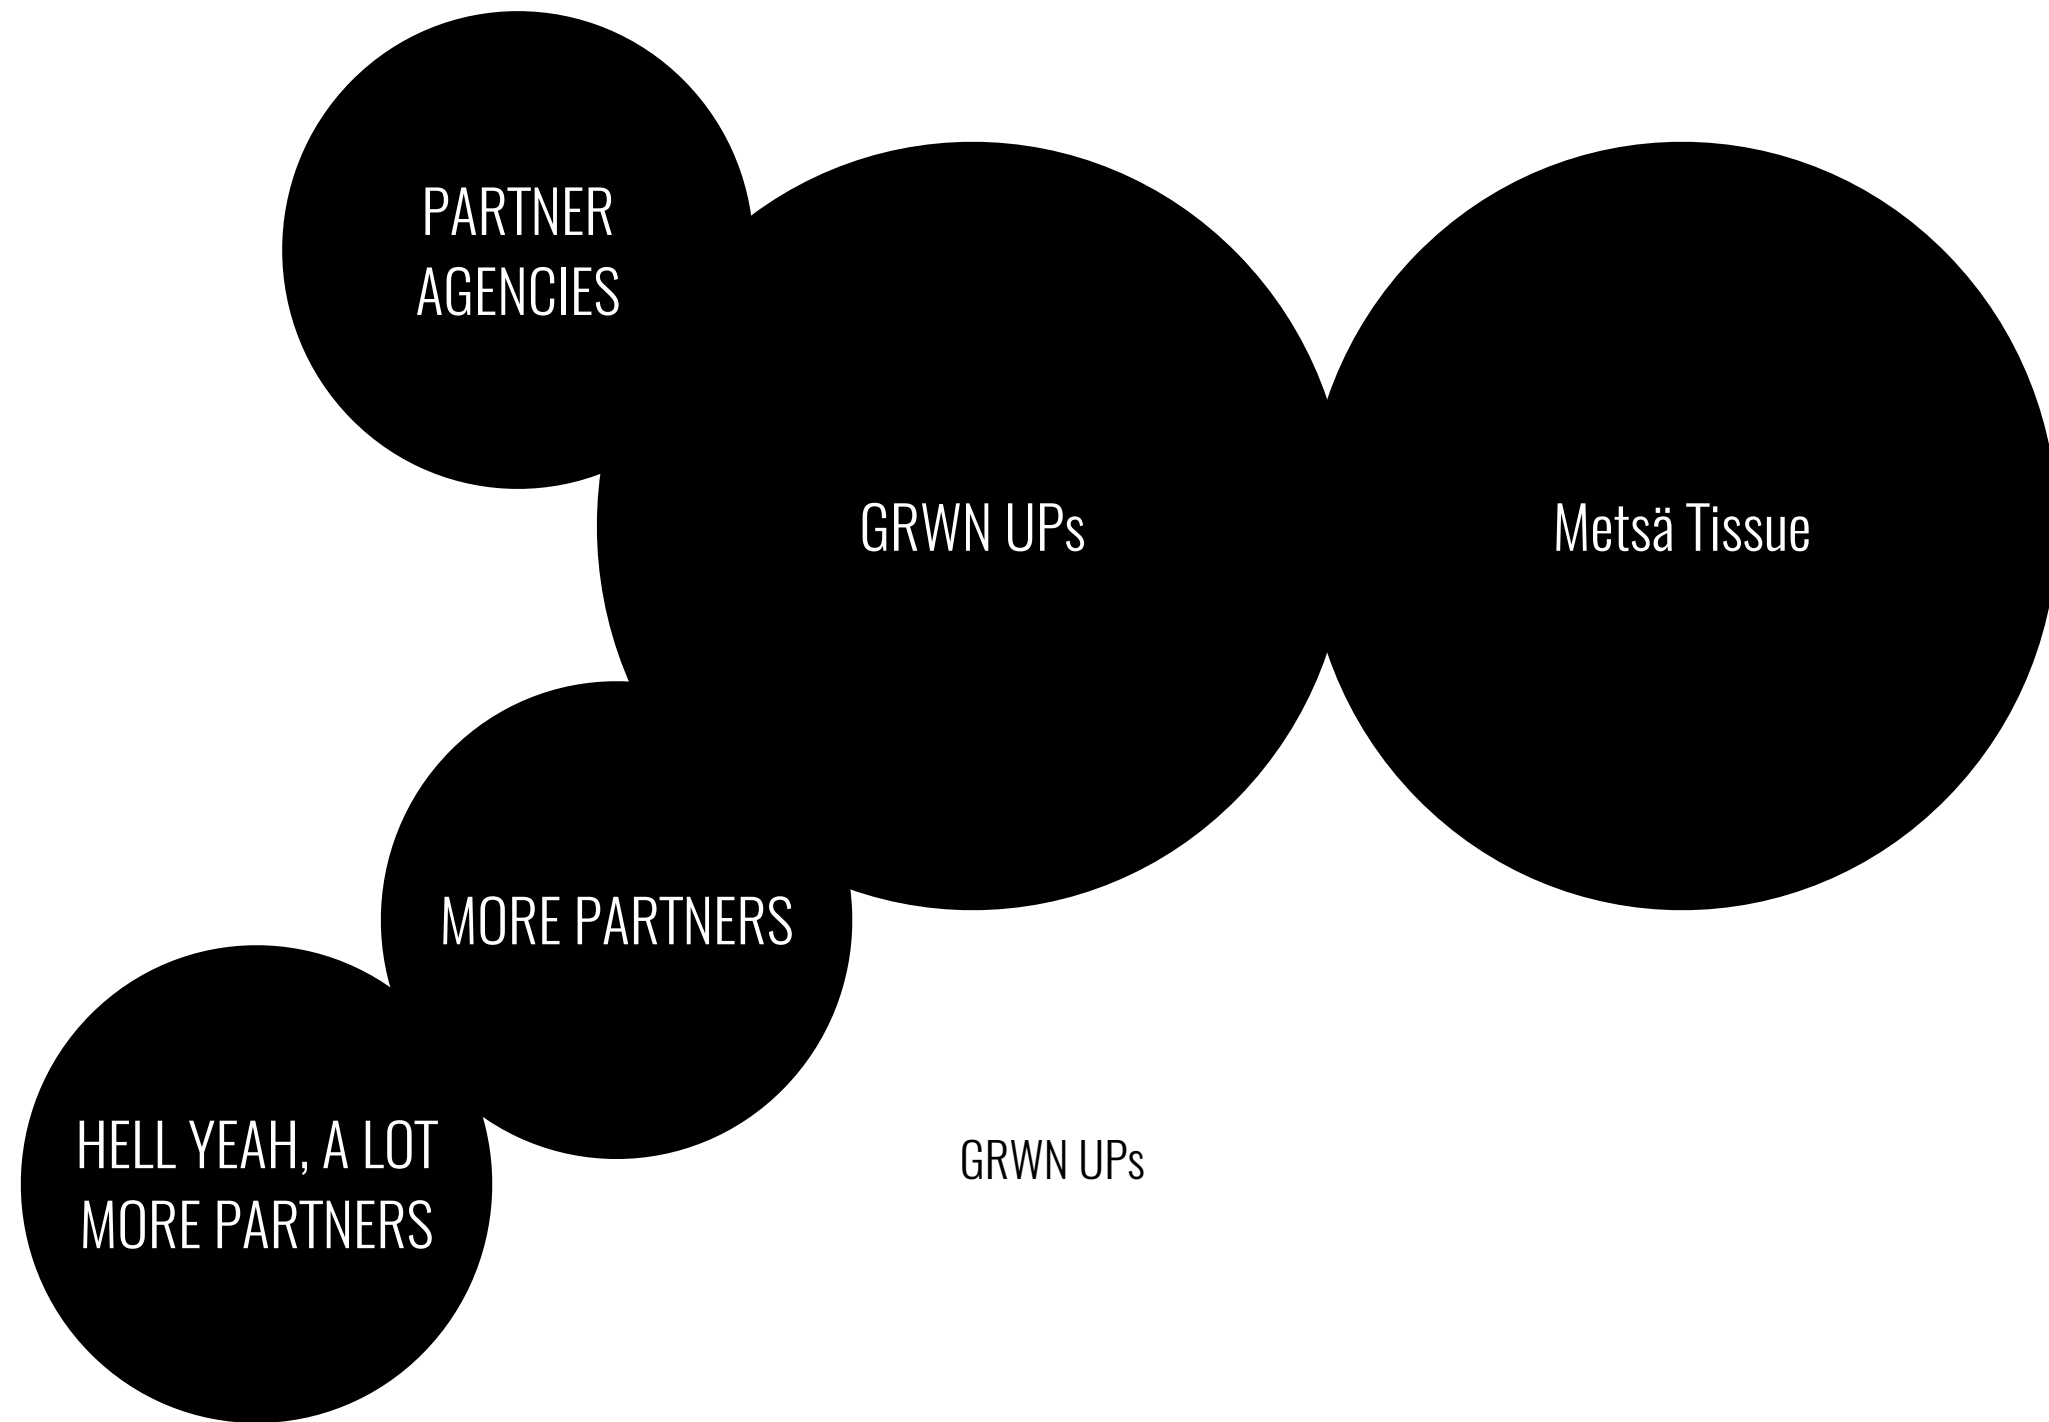 PARTNER
AGENCIES
GRWN UPs
Metsä Tissue
MORE PARTNERS
HELL YEAH, A LOT
MORE PARTNERS
GRWN UPs